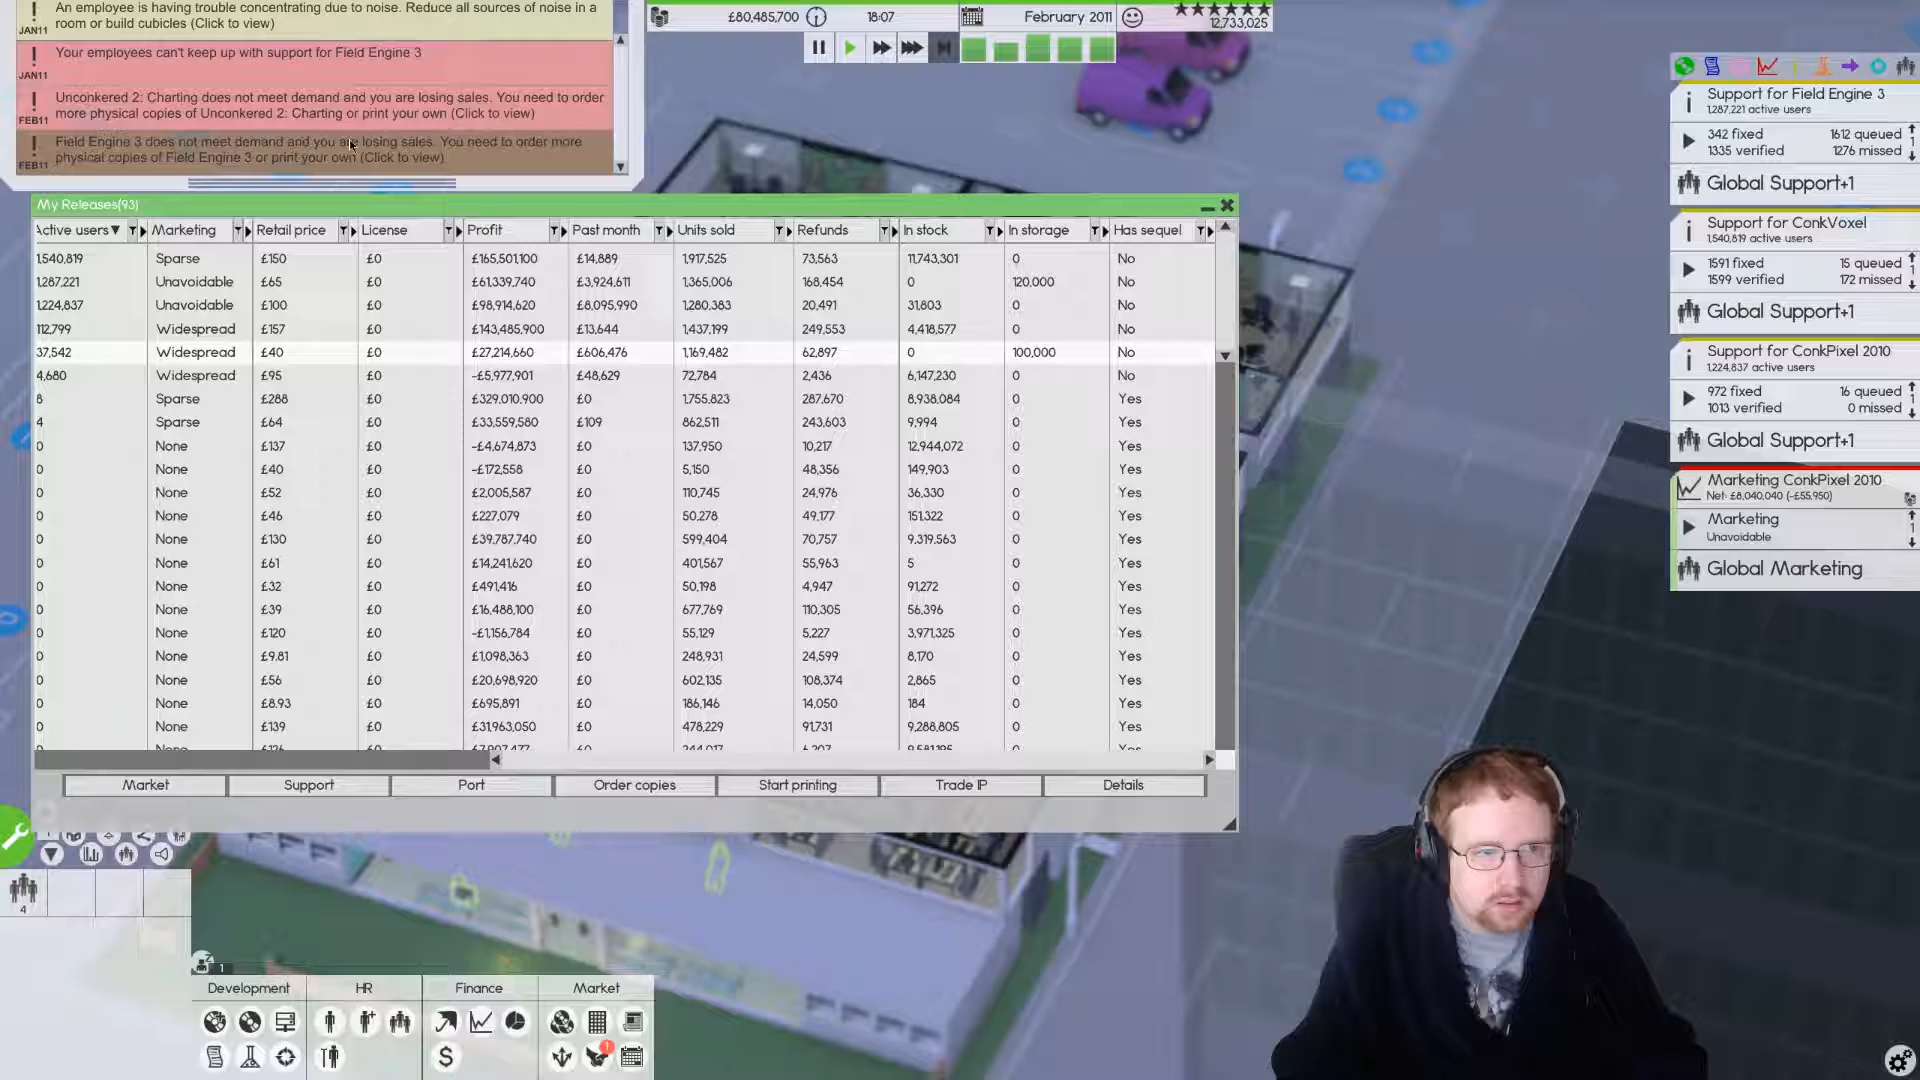 An employee is having trouble concentrating due to noise. Reduce all sources of noise in a
room or build cubicles (Click to view)
JAN11
Your employees can't keep up with support for Field Engine 3
JAN11
Unconkered 2: Charting does not meet demand and you are losing sales. You need to order
more physical copies of Unconkered 2: Charting or print your own (Click to view)
FEB11
Field Engine 3 does not meet demand and you are losing sales. You need to order more
physical copies of Field Engine 3 or print your own (Click to view)
FEB11
£80,485,700 18:07 February 2011 12,733,025
My Releases(93)
Active users Marketing Retail price License Profit Past month Units sold Refunds In stock In storage Has sequel
1,540,819 Sparse £150 £0 £165,501,100 £14,889 1,917,525 73,563 11,743,301 0 No
1,287,221 Unavoidable £65 £0 £61,339,740 £3,924,611 1,365,006 168,454 0 120,000 No
1,224,837 Unavoidable £100 £0 £98,914,620 £8,095,990 1,280,383 20,491 31,803 0 No
112,799 Widespread £157 £0 £143,485,900 £13,644 1,437,199 249,553 4,418,577 0 No
37,542 Widespread £40 £0 £27,214,660 £606,476 1,169,482 62,897 0 100,000 No
4,680 Widespread £95 £0 -£5,977,901 £48,629 72,784 2,436 6,147,230 0 No
8 Sparse £288 £0 £329,010,900 £0 1,755,823 287,670 8,938,084 0 Yes
4 Sparse £64 £0 £33,559,580 £109 862,511 243,603 9,994 0 Yes
0 None £137 £0 -£4,674,873 £0 137,950 10,217 12,944,072 0 Yes
0 None £40 £0 -£172,558 £0 5,150 48,356 149,903 0 Yes
0 None £52 £0 £2,005,587 £0 110,745 24,976 36,330 0 Yes
0 None £46 £0 £227,079 £0 50,278 49,177 151,322 0 Yes
0 None £130 £0 £39,787,740 £0 599,404 70,757 9,319,563 0 Yes
0 None £61 £0 £14,241,620 £0 401,567 55,963 5 0 Yes
0 None £32 £0 £491,416 £0 50,198 4,947 91,272 0 Yes
0 None £39 £0 £16,488,100 £0 677,769 110,305 56,396 0 Yes
0 None £120 £0 -£1,156,784 £0 55,129 5,227 3,971,325 0 Yes
0 None £9.81 £0 £1,098,363 £0 248,931 24,599 8,170 0 Yes
0 None £56 £0 £20,698,920 £0 602,135 108,374 2,865 0 Yes
0 None £8.93 £0 £695,891 £0 186,146 14,050 184 0 Yes
0 None £139 £0 £31,963,050 £0 478,229 91,731 9,288,805 0 Yes
Market Support Port Order copies Start printing Trade IP Details
Support for Field Engine 3
1,287,221 active users
342 fixed 1612 queued
1335 verified 1276 missed
1
Global Support+1
Support for ConkVoxel
1,540,819 active users
1591 fixed 15 queued
1599 verified 172 missed
1
Global Support+1
Support for ConkPixel 2010
1,224,837 active users
972 fixed 16 queued
1013 verified 0 missed
1
Global Support+1
Marketing ConkPixel 2010
Net: £8,040,040 (-£55,950)
Marketing
Unavoidable
1
Global Marketing
4
1
Development HR Finance Market
1